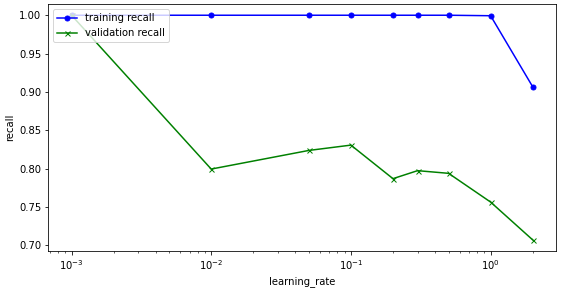 1.00
0.95
0.90
0.85
0.80
0.75
0.70
recall
training recall
validation recall
10⁻³
10⁻²
10⁻¹
10⁰
learning_rate